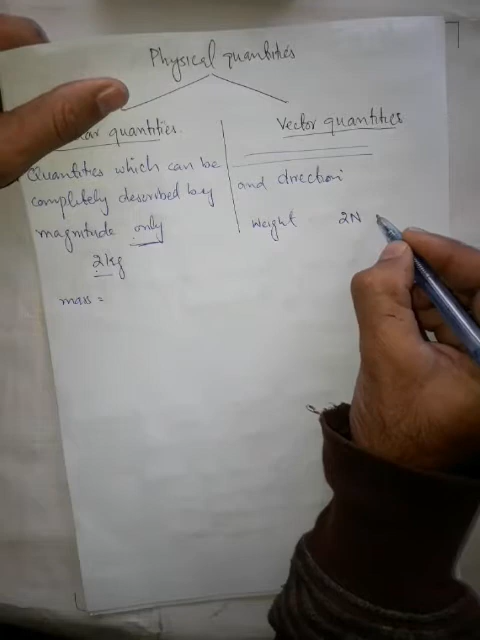 Physical quantities
quantities.
Vector quantities
Quantities which can be
completely described by
magnitude only
2kg
mass =
and direction
Weight 2N